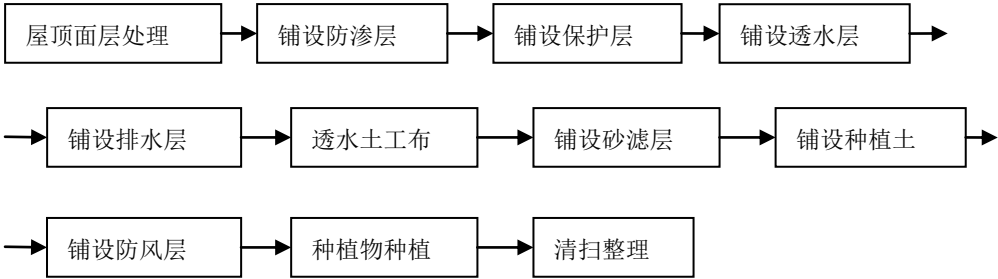 屋顶面层处理 铺设防渗层 铺设保护层 铺设透水层
铺设排水层 透水土工布 铺设砂滤层 铺设种植土
铺设防风层 种植物种植 清扫整理